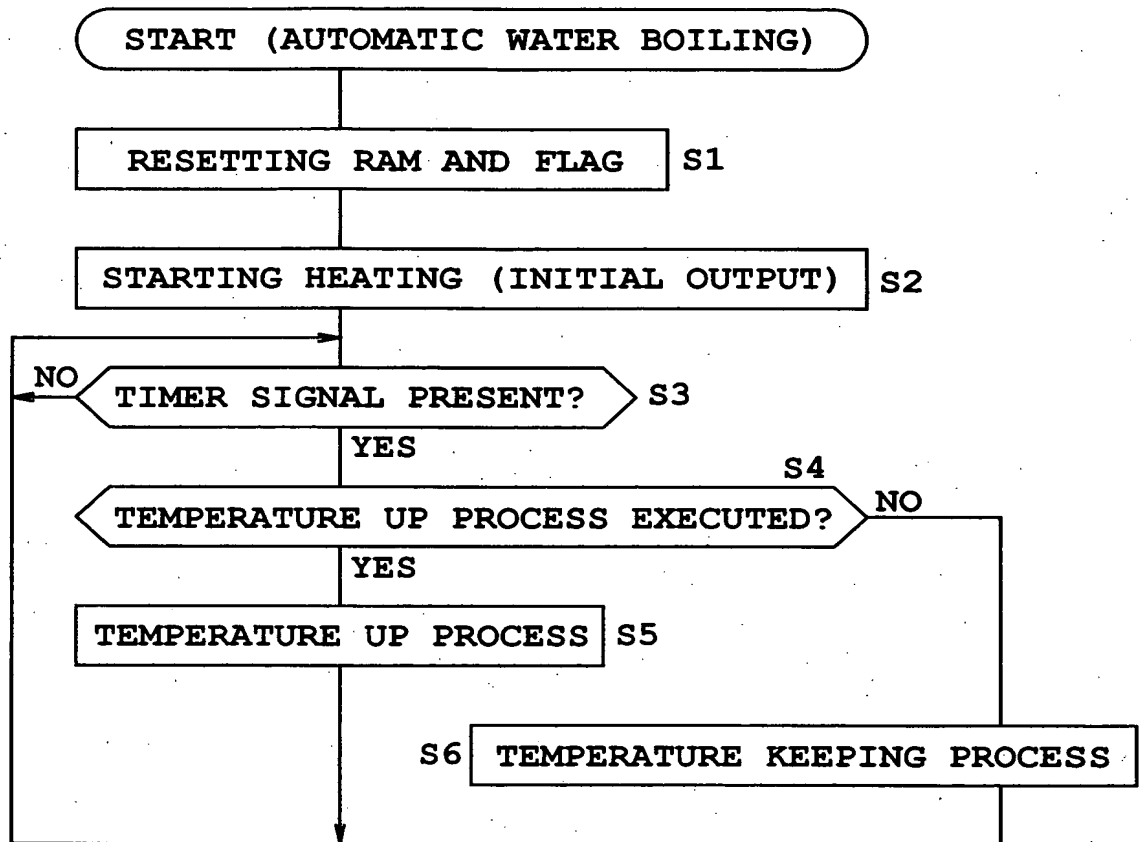 START (AUTOMATIC WATER BOILING)
RESETTING RAM AND FLAG S1
STARTING HEATING (INITIAL OUTPUT) S2
NO TIMER SIGNAL PRESENT? S3
YES
S4
TEMPERATURE UP PROCESS EXECUTED? NO
YES
TEMPERATURE UP PROCESS S5
S6 TEMPERATURE KEEPING PROCESS